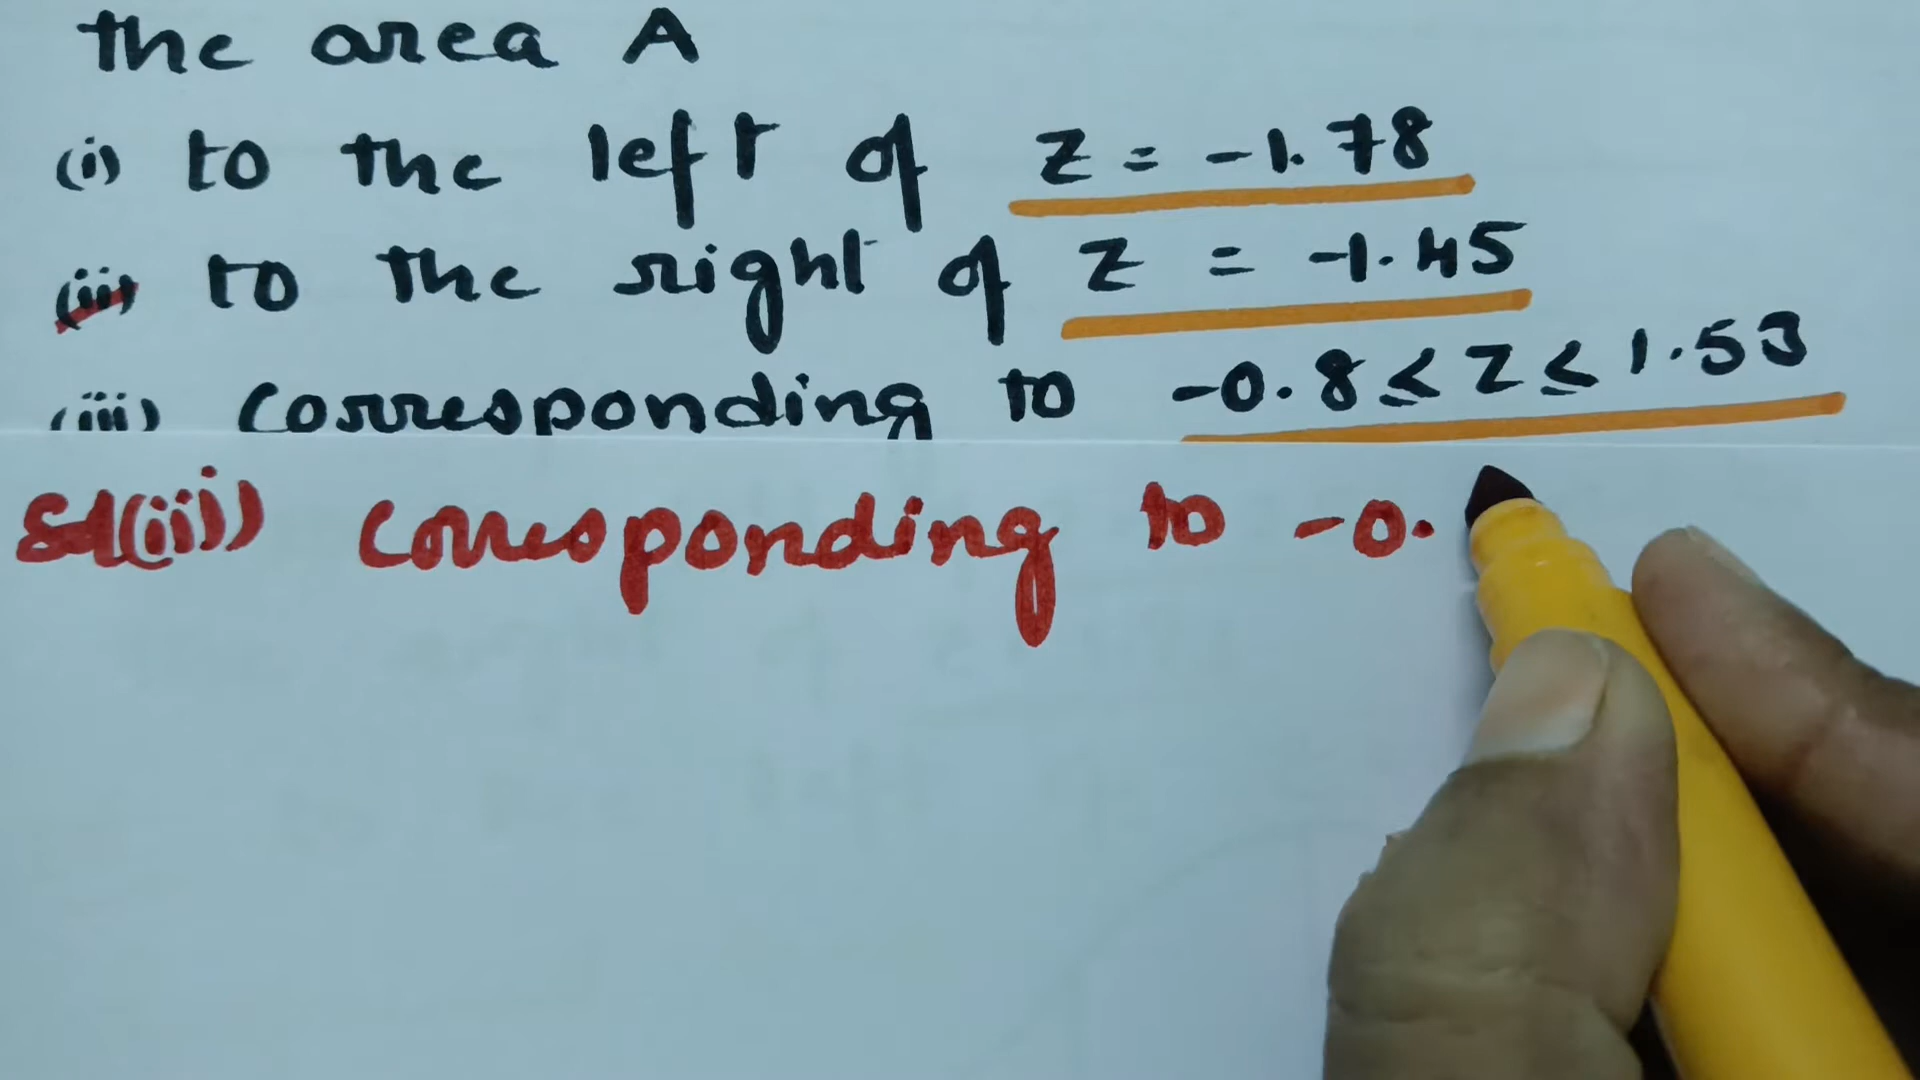 the area A
(i) to the left of z = -1.78
(ii) to the right of z = -1.45
(iii) corresponding to -0.8 ≤ z ≤ 1.53
Sol(iii) corresponding to -0.